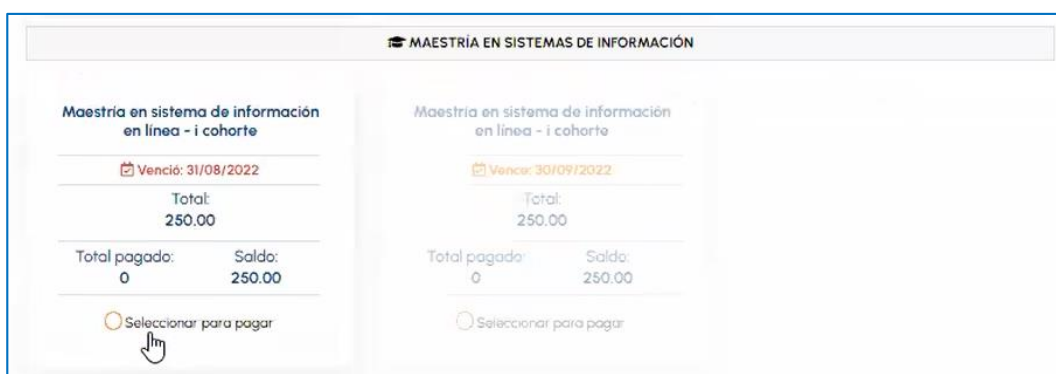 MAESTRÍA EN SISTEMAS DE INFORMACIÓN
Maestría en sistema de información
en línea - i cohorte
Venció: 31/08/2022
Total:
250.00
Total pagado: Saldo:
0 250.00
Seleccionar para pagar
Maestría en sistema de información
en línea - i cohorte
Vence: 30/09/2022
Total:
250.00
Total pagado: Saldo:
0 250.00
Seleccionar para pagar